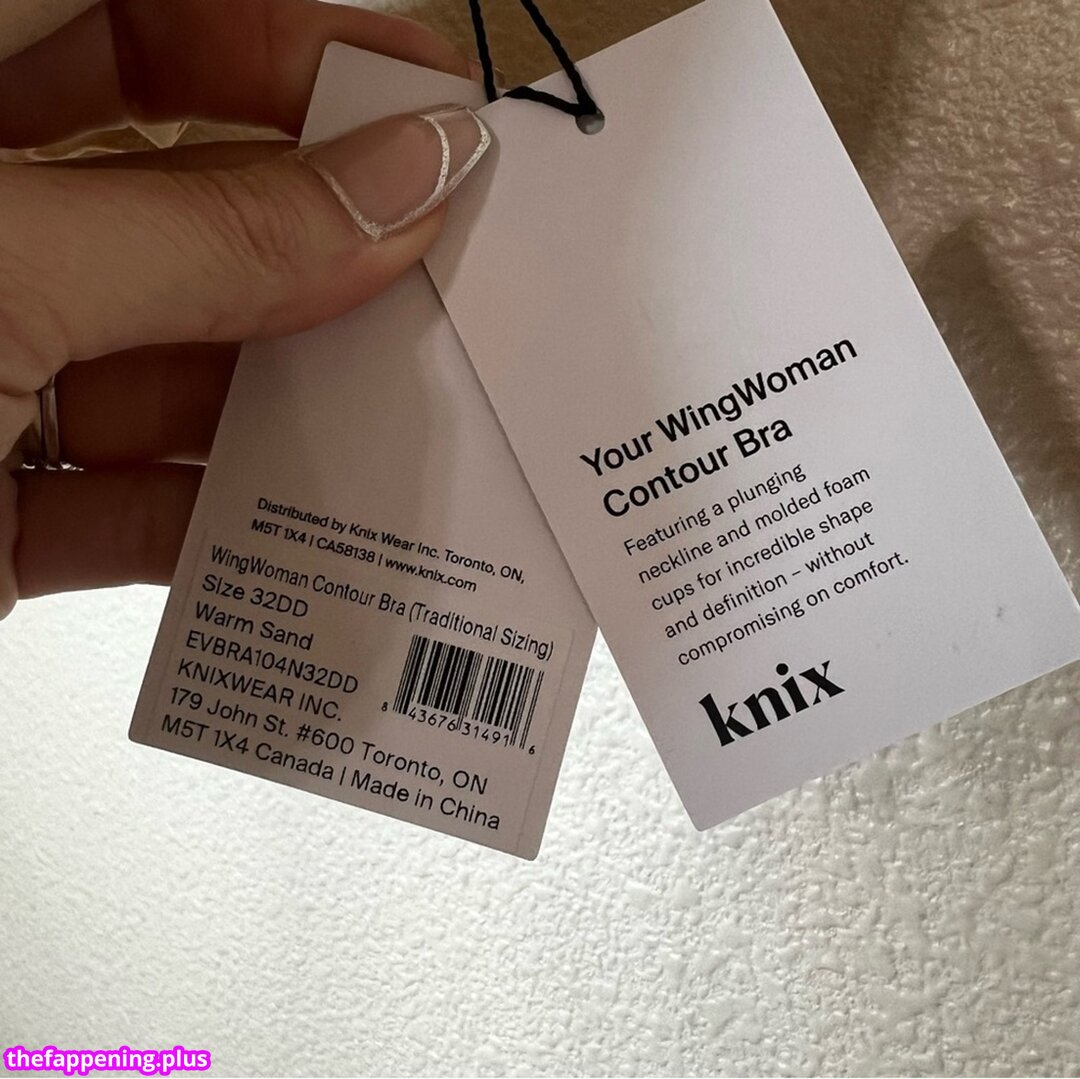 Distributed by Knix Wear Inc. Toronto, ON,
M5T 1X4 | CA58138 | www.knix.com
WingWoman Contour Bra (Traditional Sizing)
Size 32DD
Warm Sand
EVBRA104N32DD
KNIXWEAR INC.
179 John St. #600 Toronto, ON
M5T 1X4 Canada | Made in China
8 43676 31491 6
Your WingWoman
Contour Bra
Featuring a plunging
neckline and molded foam
cups for incredible shape
and definition – without
compromising on comfort.
knix
thefappening.plus